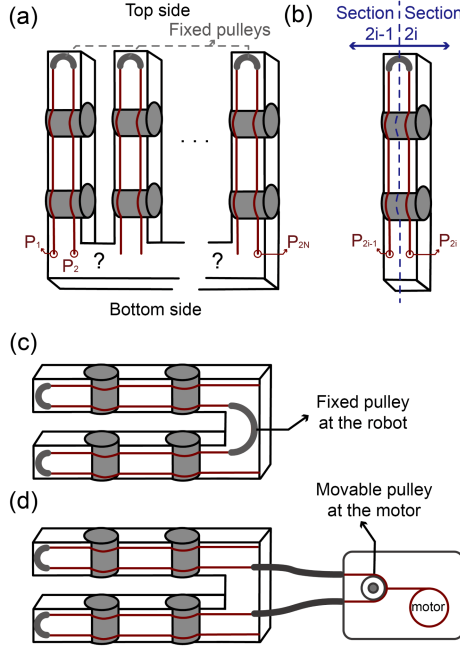 (a)
Top side
Fixed pulleys
. . .
P1
P2
?
?
P2N
Bottom side
(b)
Section Section
2i-1 2i
P2i-1
P2i
(c)
Fixed pulley
at the robot
(d)
Movable pulley
at the motor
motor